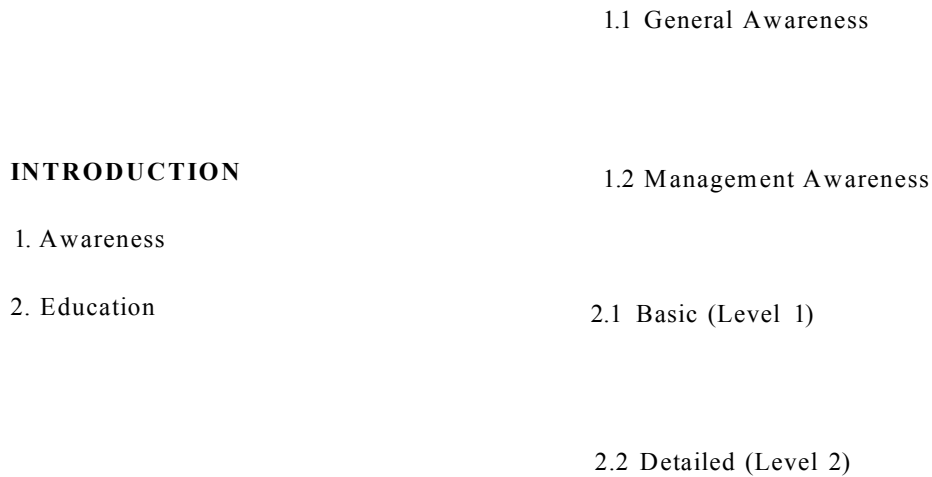 INTRODUCTION
1. Awareness
2. Education
1.1 General Awareness
1.2 Management Awareness
2.1 Basic (Level 1)
2.2 Detailed (Level 2)